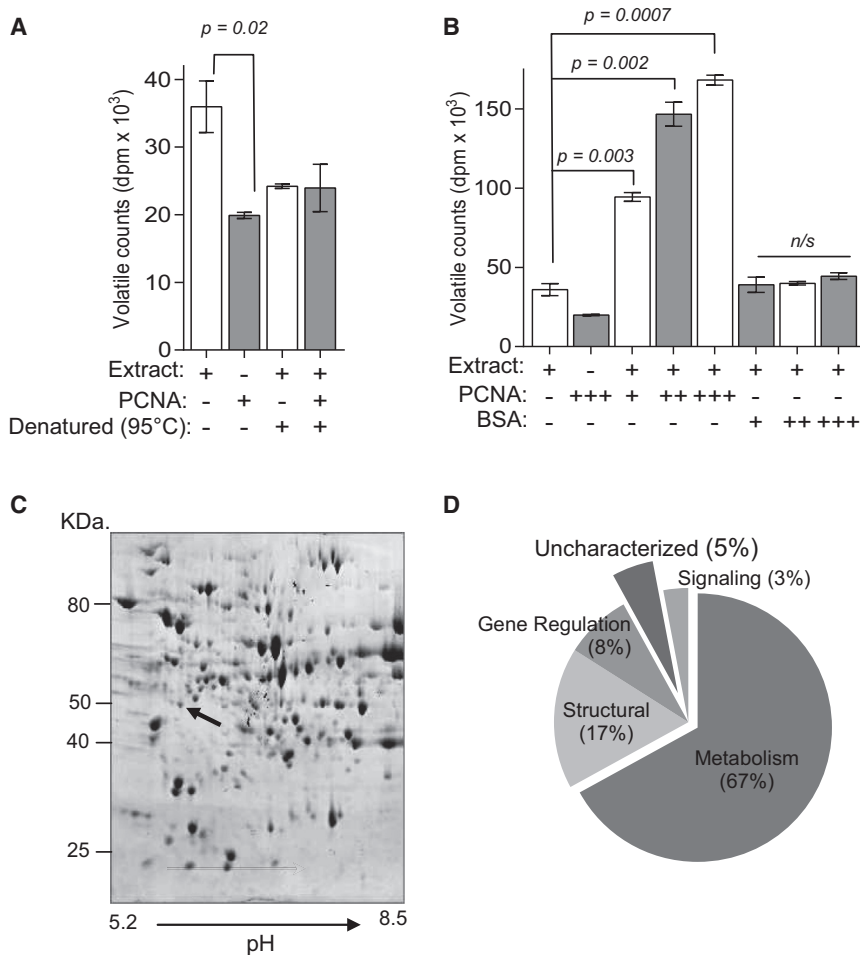 A
p = 0.02
Volatile counts (dpm x 10³)
40
30
20
10
0
Extract: + - + +
PCNA: - + - +
Denatured (95°C): - - + +
B
p = 0.0007
p = 0.002
p = 0.003
n/s
Volatile counts (dpm x 10³)
150
100
50
0
Extract: + - + + + + + +
PCNA: - +++ + ++ +++ - - -
BSA: - - - - - + ++ +++
C
KDa.
80
50
40
25
5.2
8.5
pH
D
Uncharacterized (5%)
Signaling (3%)
Gene Regulation
(8%)
Structural
(17%)
Metabolism
(67%)